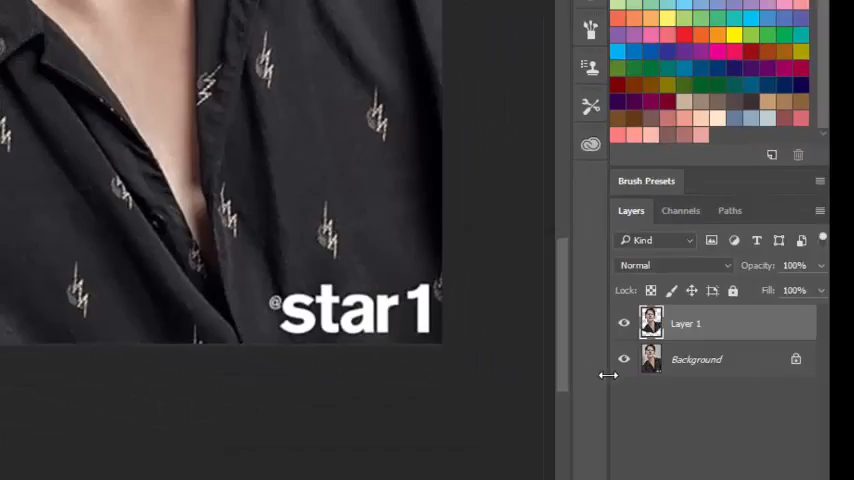 Brush Presets
Layers Channels Paths
Kind
Normal Opacity: 100%
Lock: Fill: 100%
Layer 1
Background
@star1